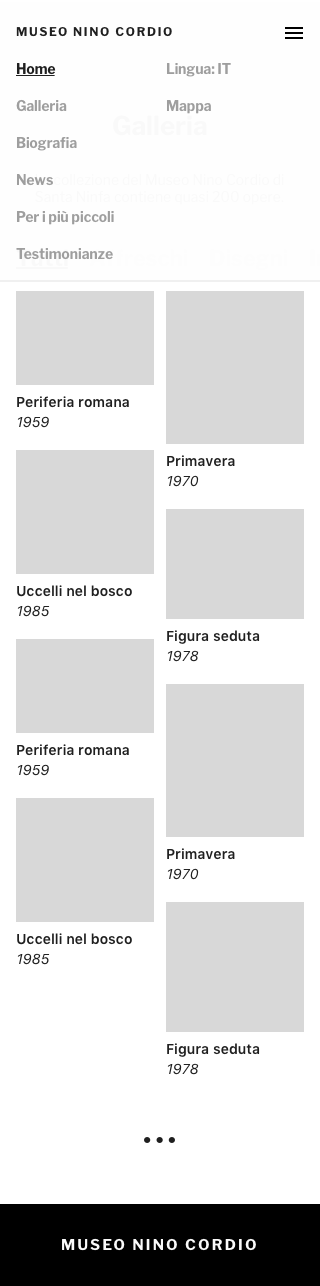 MUSEO NINO CORDIO
Home
Lingua: IT
Galleria
Mappa
Galleria
Biografia
News
Per i più piccoli
Testimonianze
Periferia romana
1959
Primavera
1970
Uccelli nel bosco
1985
Figura seduta
1978
Periferia romana
1959
Primavera
1970
Uccelli nel bosco
1985
Figura seduta
1978
MUSEO NINO CORDIO